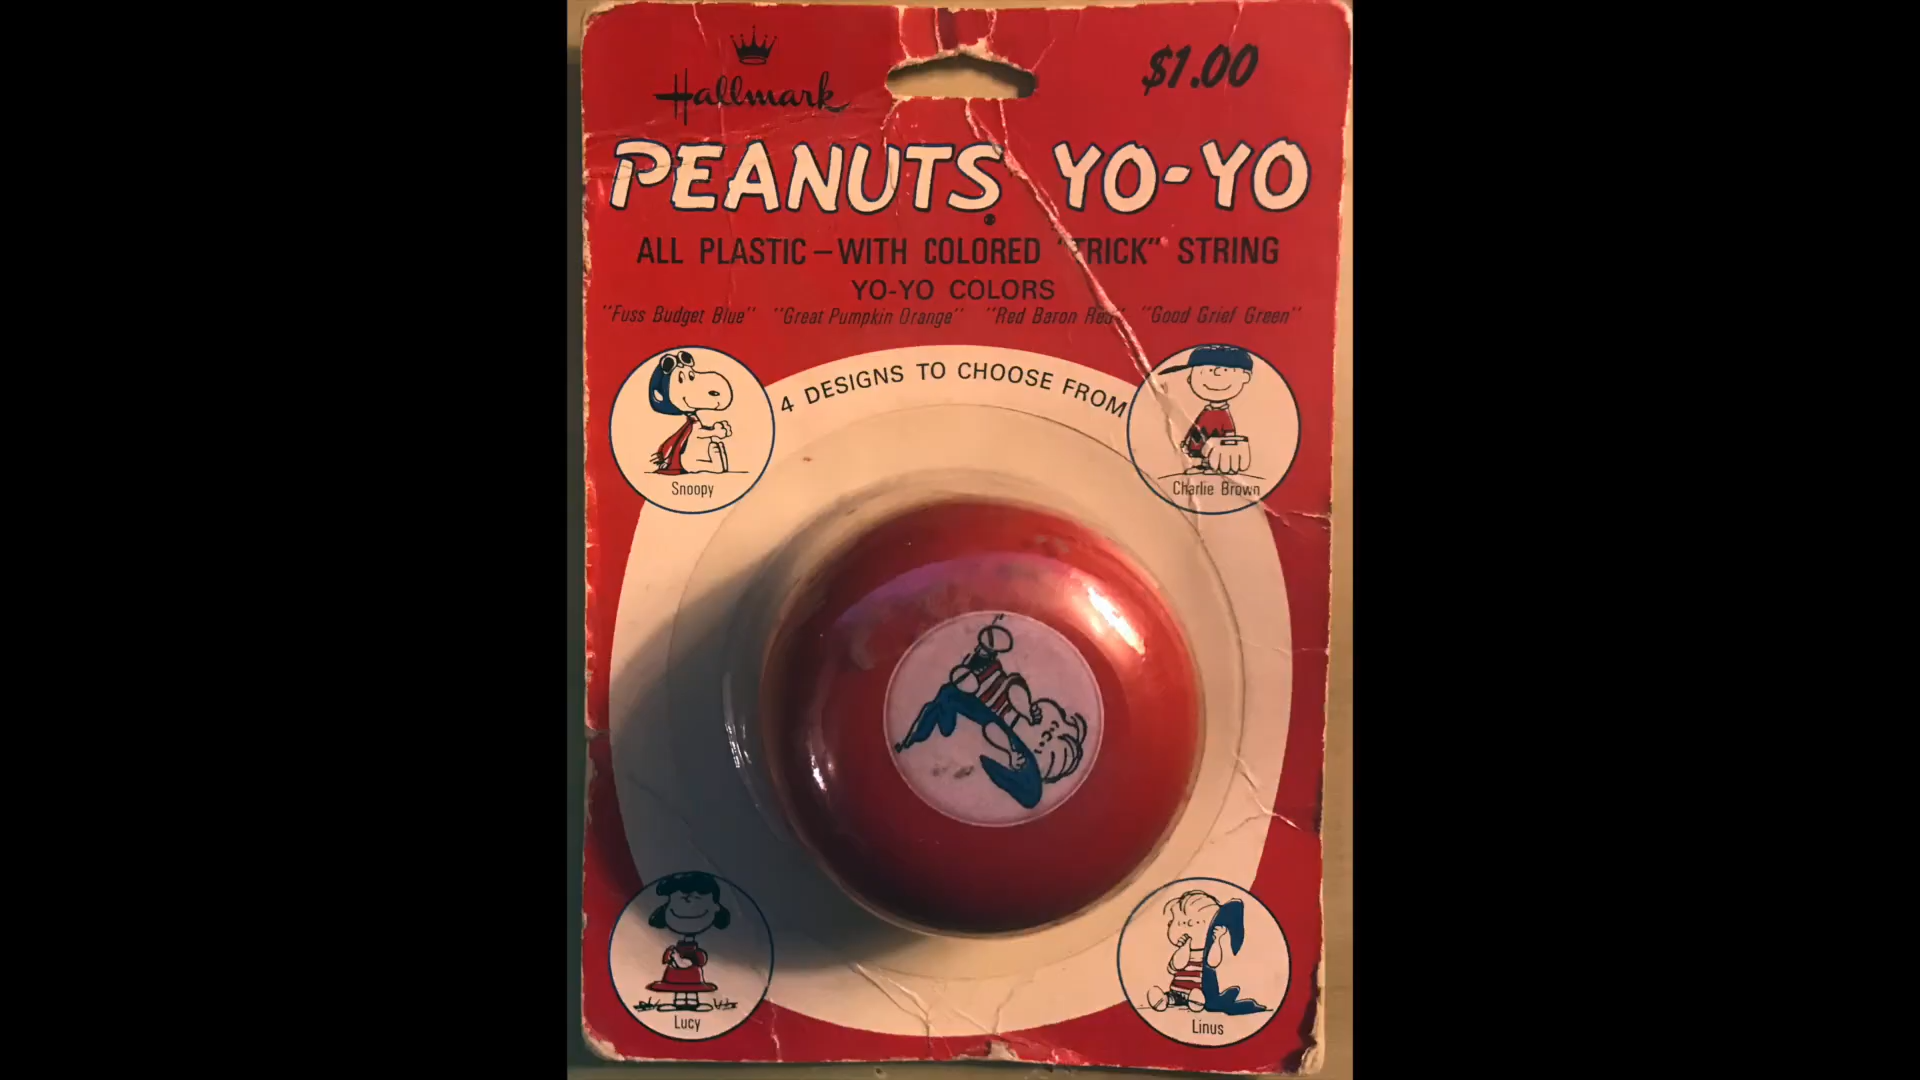 Hallmark
$1.00
PEANUTS YO-YO
ALL PLASTIC – WITH COLORED "TRICK" STRING
YO-YO COLORS
"Fuss Budget Blue" "Great Pumpkin Orange" "Red Baron Red" "Good Grief Green"
4 DESIGNS TO CHOOSE FROM
Snoopy
Charlie Brown
Lucy
Linus